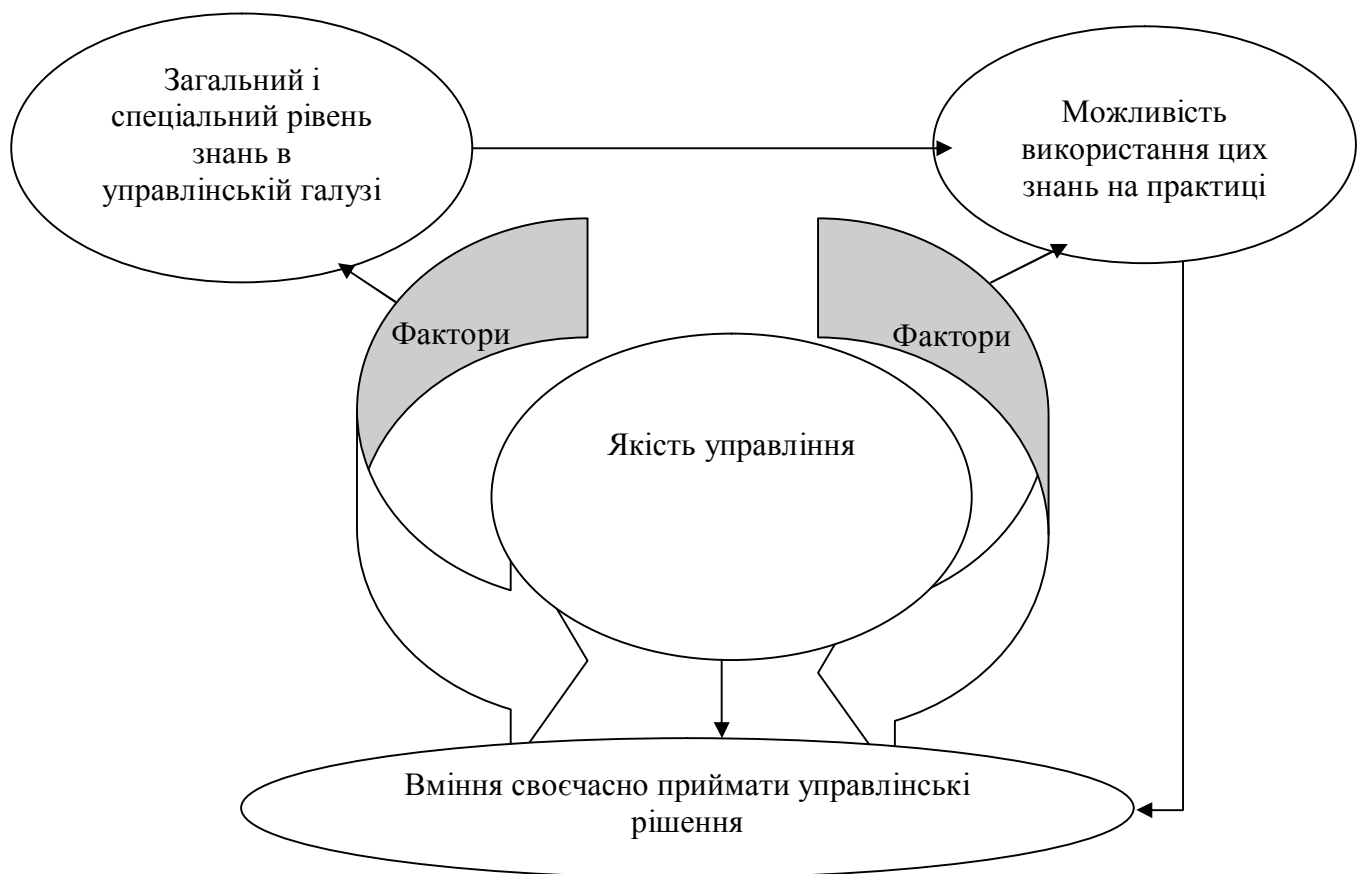 Загальний і
спеціальний рівень
знань в
управлінській галузі
Можливість
використання цих
знань на практиці
Фактори
Фактори
Якість управління
Вміння своєчасно приймати управлінські
рішення